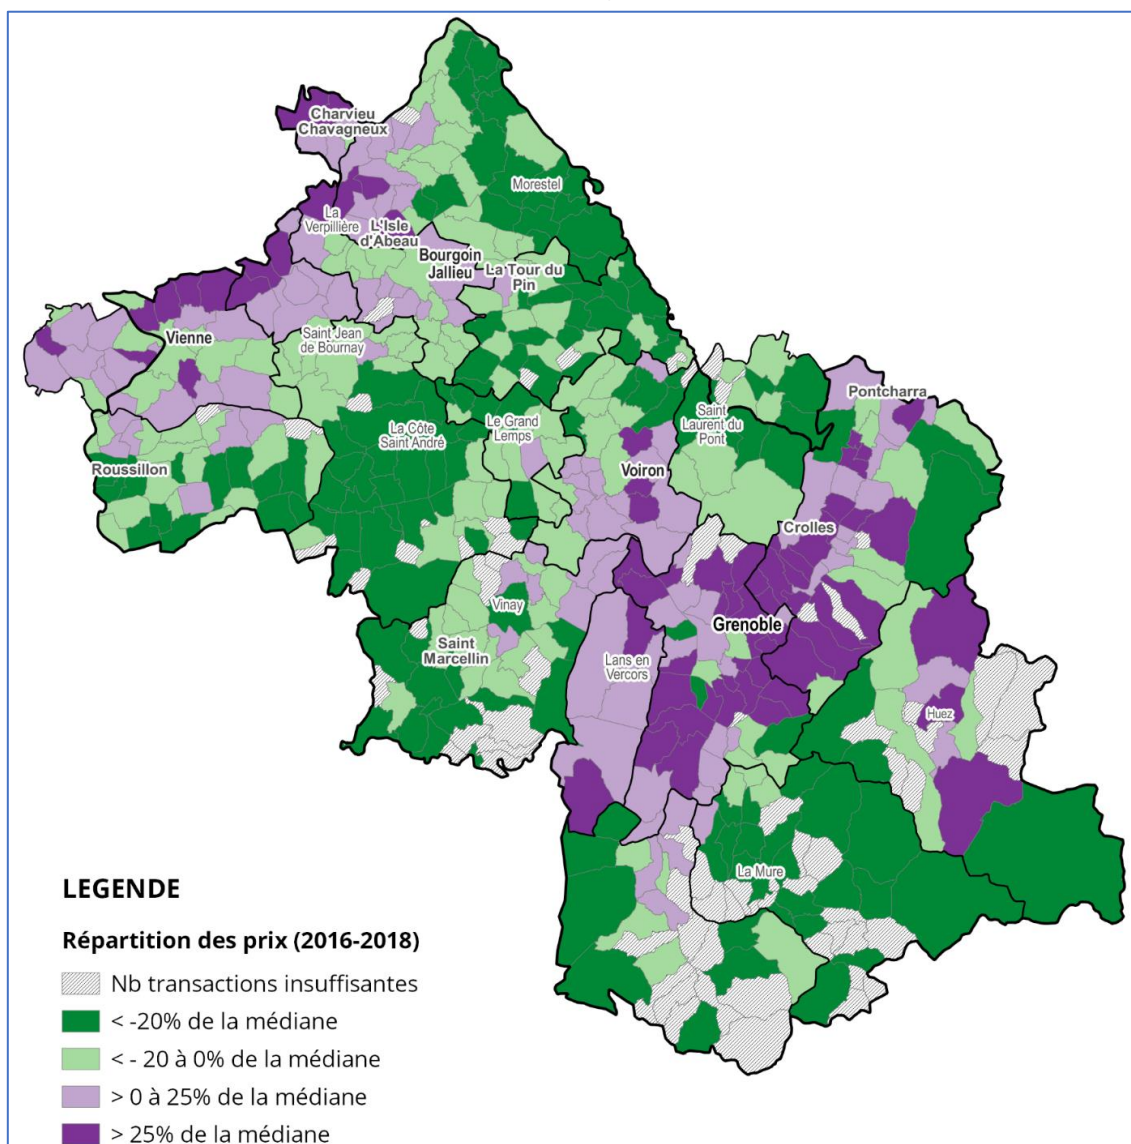 Charvieu
Chavagneux
Morestel
La
Verpillière
L'Isle
d'Abeau
Bourgoin
Jallieu
La Tour du
Pin
Vienne
Saint Jean
de Bournay
Pontcharra
Le Grand
Lemps
Saint
Laurent du
Pont
La Côte
Saint André
Roussillon
Voiron
Crolles
Vinay
Grenoble
Saint
Marcellin
Lans en
Vercors
Huez
La Mure
LEGENDE
Répartition des prix (2016-2018)
Nb transactions insuffisantes
< -20% de la médiane
< - 20 à 0% de la médiane
> 0 à 25% de la médiane
> 25% de la médiane